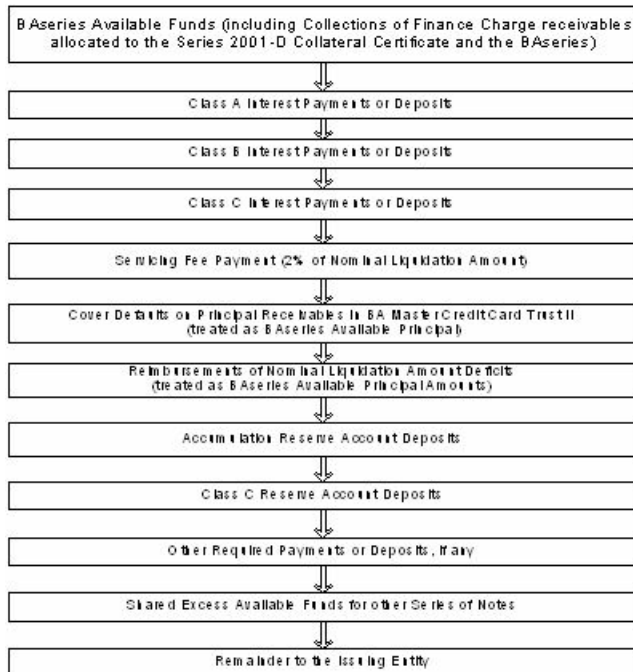 BAseries Available Funds (including Collections of Finance Charge receivables
allocated to the Series 2001-D Collateral Certificate and the BAseries)
Class A Interest Payments or Deposits
Class B Interest Payments or Deposits
Class C Interest Payments or Deposits
Servicing Fee Payment (2% of Nominal Liquidation Amount)
Cover Defaults on Principal Receivables in BA Master Credit Card Trust II
(treated as BAseries Available Principal)
Reimbursements of Nominal Liquidation Amount Deficits
(treated as BAseries Available Principal Amounts)
Accumulation Reserve Account Deposits
Class C Reserve Account Deposits
Other Required Payments or Deposits, if any
Shared Excess Available Funds for other Series of Notes
Remainder to the Issuing Entity